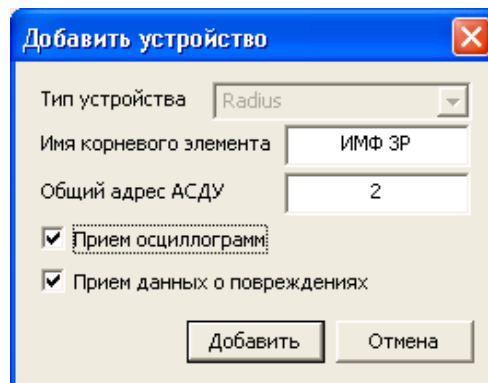 Добавить устройство
Тип устройства Radius
Имя корневого элемента ИМФ 3Р
Общий адрес АСДУ 2
Прием осциллограмм
Прием данных о повреждениях
Добавить Отмена